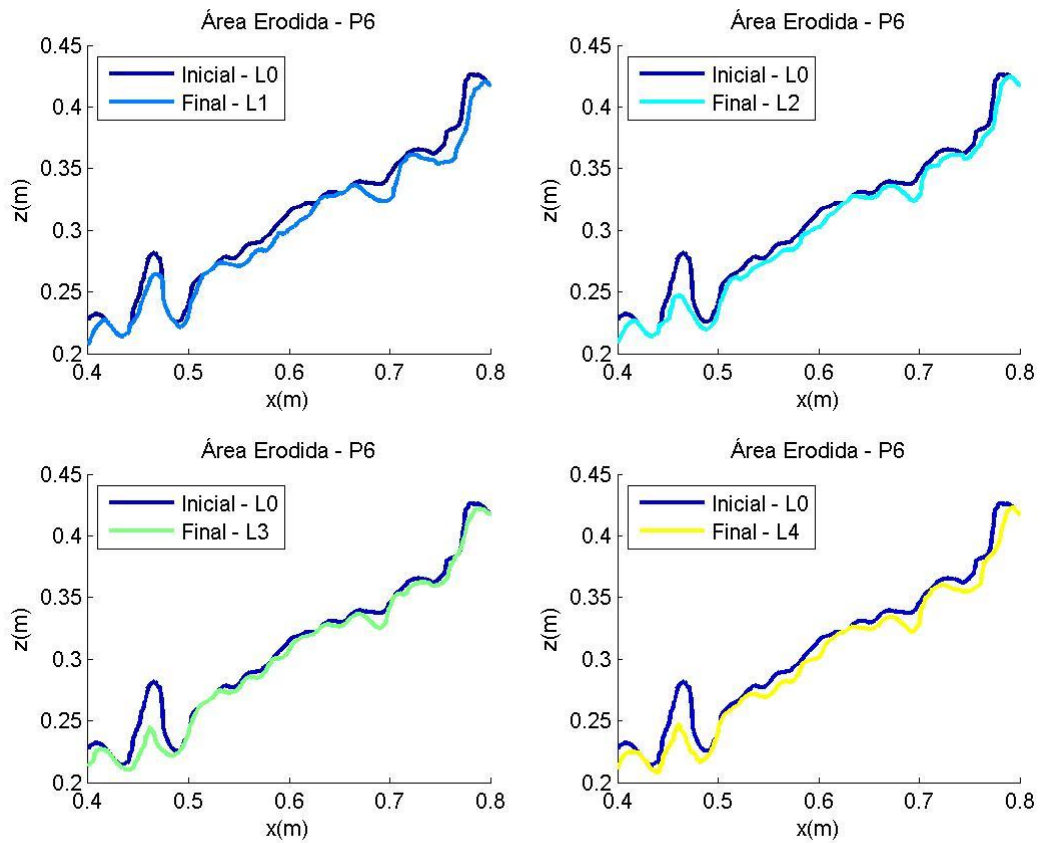 Área Erodida - P6
0.45
0.4
0.35
0.3
0.25
0.2
Inicial - L0
Final - L1
z(m)
0.4 0.5 0.6 0.7 0.8
x(m)
Área Erodida - P6
0.45
0.4
0.35
0.3
0.25
0.2
Inicial - L0
Final - L2
z(m)
0.4 0.5 0.6 0.7 0.8
x(m)
Área Erodida - P6
0.45
0.4
0.35
0.3
0.25
0.2
Inicial - L0
Final - L3
z(m)
0.4 0.5 0.6 0.7 0.8
x(m)
Área Erodida - P6
0.45
0.4
0.35
0.3
0.25
0.2
Inicial - L0
Final - L4
z(m)
0.4 0.5 0.6 0.7 0.8
x(m)